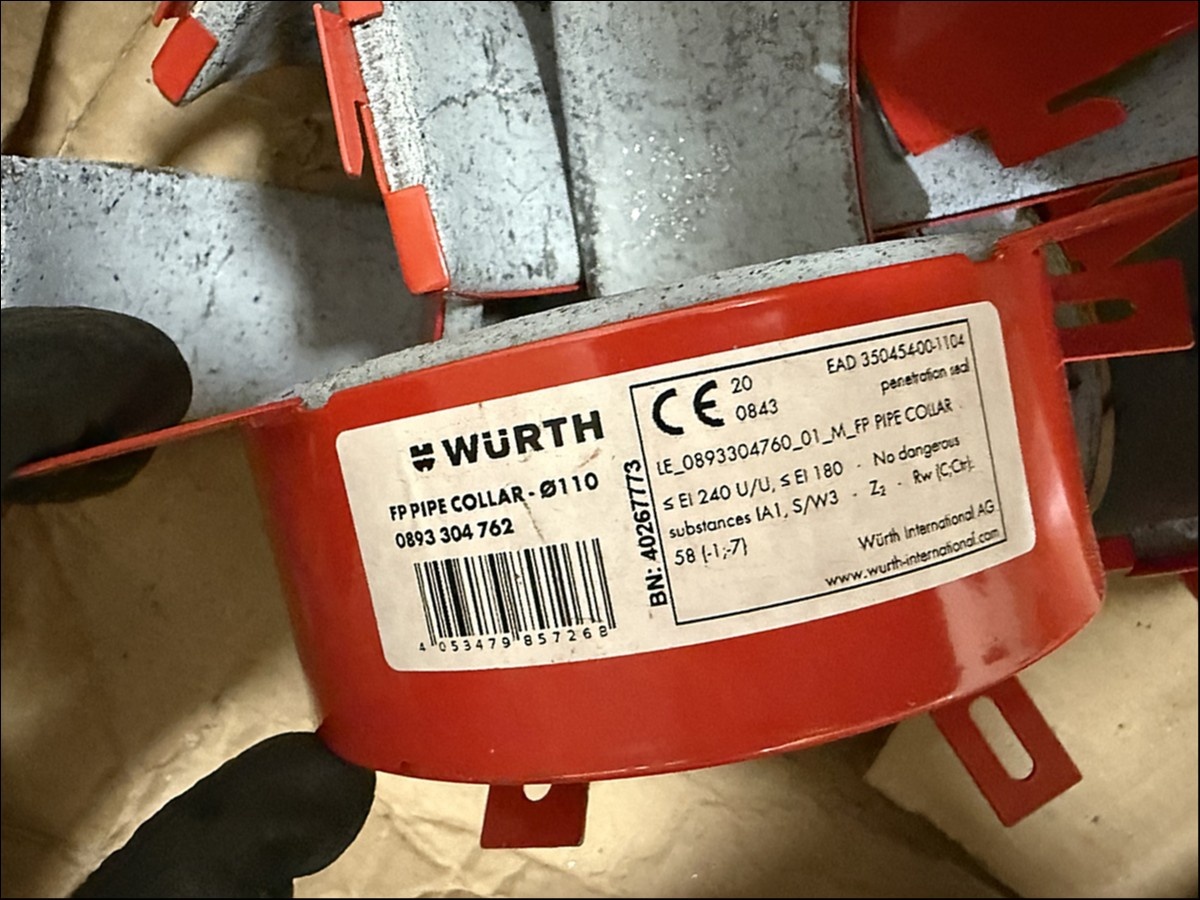 WÜRTH
FP PIPE COLLAR - Ø110
0893 304 762
4 053479 857268
BN: 40267773
CE 20
0843
EAD 350454-00-1104
penetration seal
LE_0893304760_01_M_FP PIPE COLLAR
≤ EI 240 U/U, ≤ EI 180 · No dangerous
substances IA1, S/W3 · Z₂ · Rw (C;Ctr):
58 (-1;-7)
Würth International AG
www.wurth-international.com